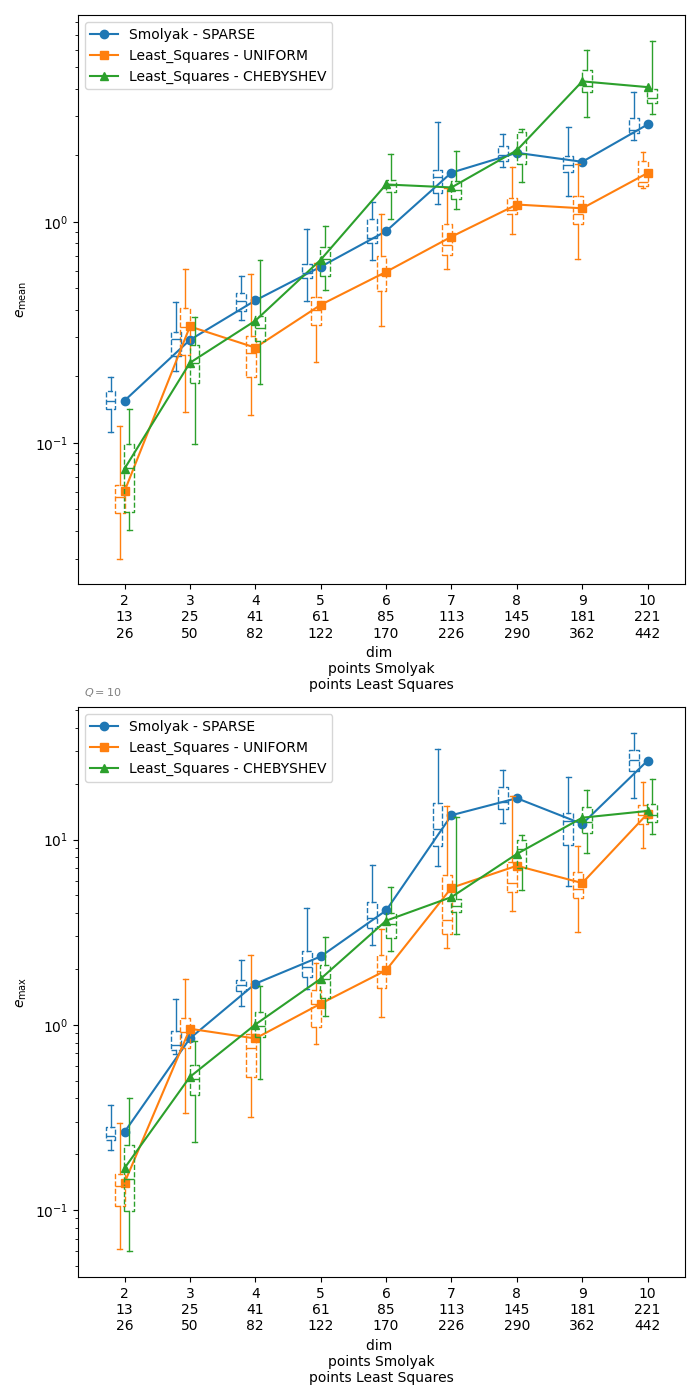 Smolyak - SPARSE
Least_Squares - UNIFORM
Least_Squares - CHEBYSHEV
10^0
10^-1
e_mean
2 3 4 5 6 7 8 9 10
13 25 41 61 85 113 145 181 221
26 50 82 122 170 226 290 362 442
dim
points Smolyak
points Least Squares
Q = 10
Smolyak - SPARSE
Least_Squares - UNIFORM
Least_Squares - CHEBYSHEV
10^1
10^0
10^-1
e_max
2 3 4 5 6 7 8 9 10
13 25 41 61 85 113 145 181 221
26 50 82 122 170 226 290 362 442
dim
points Smolyak
points Least Squares